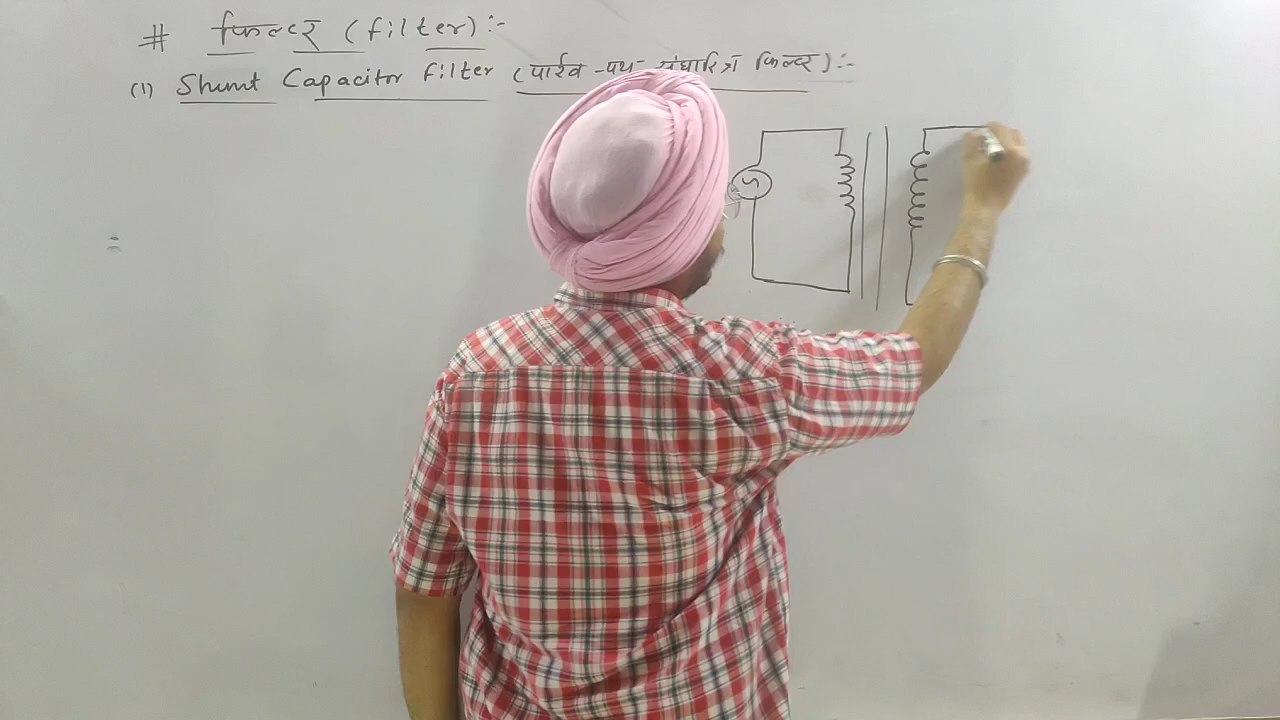 # फिल्टर (filter):-
(1) Shunt Capacitor filter (पार्श्व-पथ संधारित्र फिल्टर):-